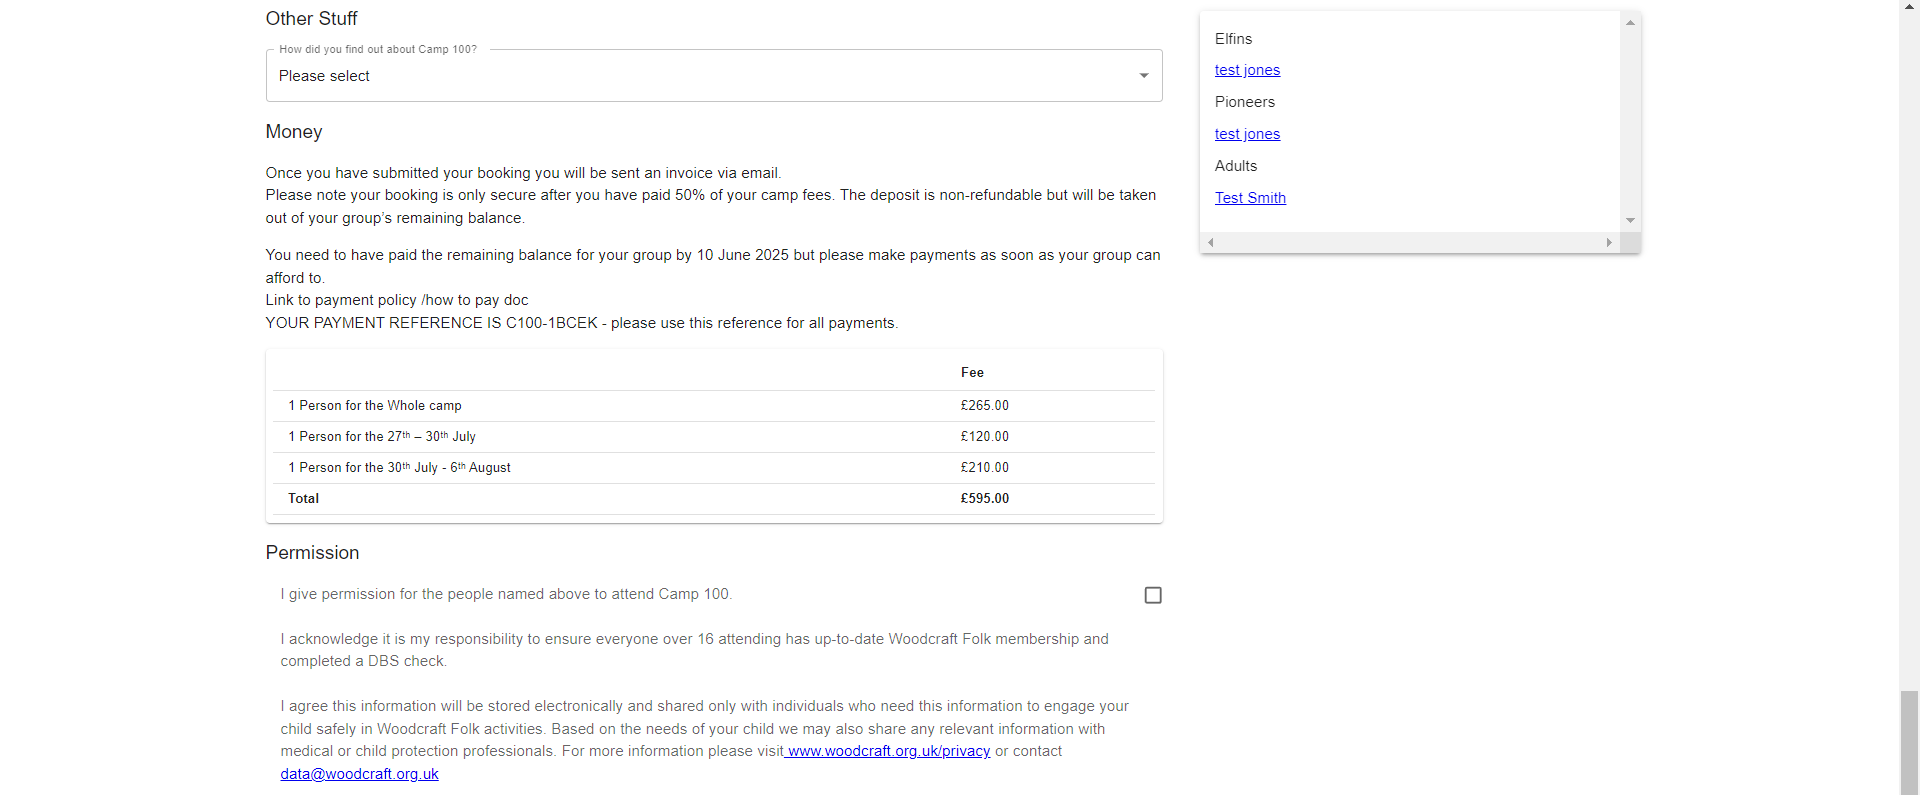 Other Stuff
How did you find out about Camp 100?
Please select
Money
Once you have submitted your booking you will be sent an invoice via email.
Please note your booking is only secure after you have paid 50% of your camp fees. The deposit is non-refundable but will be taken
out of your group’s remaining balance.
You need to have paid the remaining balance for your group by 10 June 2025 but please make payments as soon as your group can
afford to.
Link to payment policy /how to pay doc
YOUR PAYMENT REFERENCE IS C100-1BCEK - please use this reference for all payments.
Fee
1 Person for the Whole camp £265.00
1 Person for the 27th – 30th July £120.00
1 Person for the 30th July - 6th August £210.00
Total £595.00
Permission
I give permission for the people named above to attend Camp 100.
I acknowledge it is my responsibility to ensure everyone over 16 attending has up-to-date Woodcraft Folk membership and
completed a DBS check.
I agree this information will be stored electronically and shared only with individuals who need this information to engage your
child safely in Woodcraft Folk activities. Based on the needs of your child we may also share any relevant information with
medical or child protection professionals. For more information please visit www.woodcraft.org.uk/privacy or contact
data@woodcraft.org.uk
Elfins
test jones
Pioneers
test jones
Adults
Test Smith